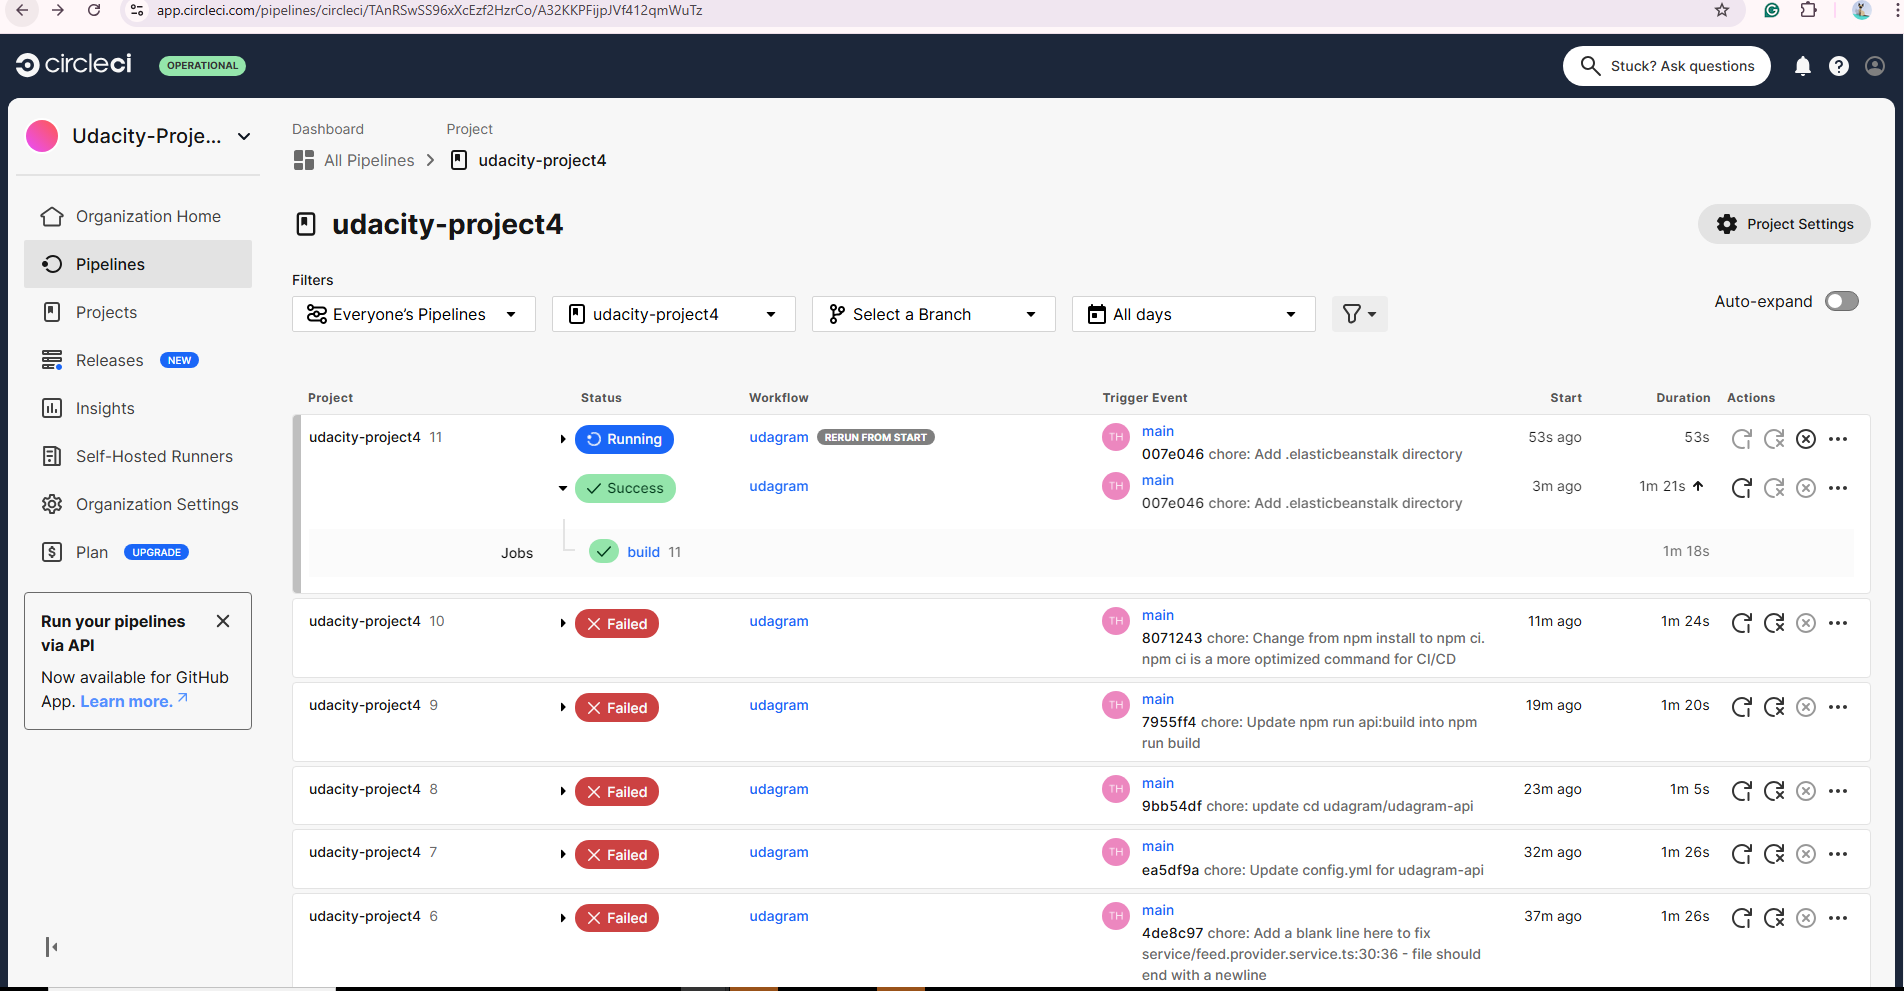 app.circleci.com/pipelines/circleci/TAnRSwSS96xXcEzf2HzrCo/A32KKPFijpJVf412qmWuTz
circleci OPERATIONAL
Stuck? Ask questions
Udacity-Proje...
Organization Home
Pipelines
Projects
Releases NEW
Insights
Self-Hosted Runners
Organization Settings
Plan UPGRADE
Run your pipelines
via API
Now available for GitHub
App. Learn more.
Dashboard Project
All Pipelines udacity-project4
udacity-project4
Project Settings
Filters
Everyone's Pipelines udacity-project4 Select a Branch All days
Auto-expand
Project Status Workflow Trigger Event Start Duration Actions
udacity-project4 11 Running udagram RERUN FROM START TH main 53s ago 53s
007e046 chore: Add .elasticbeanstalk directory
Success udagram TH main 3m ago 1m 21s
007e046 chore: Add .elasticbeanstalk directory
Jobs build 11 1m 18s
udacity-project4 10 Failed udagram TH main 11m ago 1m 24s
8071243 chore: Change from npm install to npm ci.
npm ci is a more optimized command for CI/CD
udacity-project4 9 Failed udagram TH main 19m ago 1m 20s
7955ff4 chore: Update npm run api:build into npm
run build
udacity-project4 8 Failed udagram TH main 23m ago 1m 5s
9bb54df chore: update cd udagram/udagram-api
udacity-project4 7 Failed udagram TH main 32m ago 1m 26s
ea5df9a chore: Update config.yml for udagram-api
udacity-project4 6 Failed udagram TH main 37m ago 1m 26s
4de8c97 chore: Add a blank line here to fix
service/feed.provider.service.ts:30:36 - file should
end with a newline